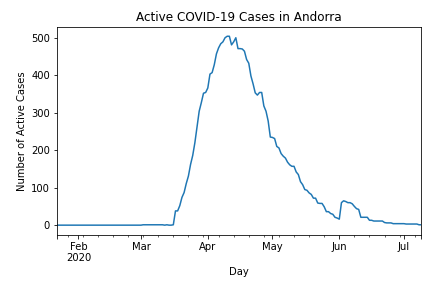 Active COVID-19 Cases in Andorra
Number of Active Cases
500
400
300
200
100
0
Feb Mar Apr May Jun Jul
2020
Day